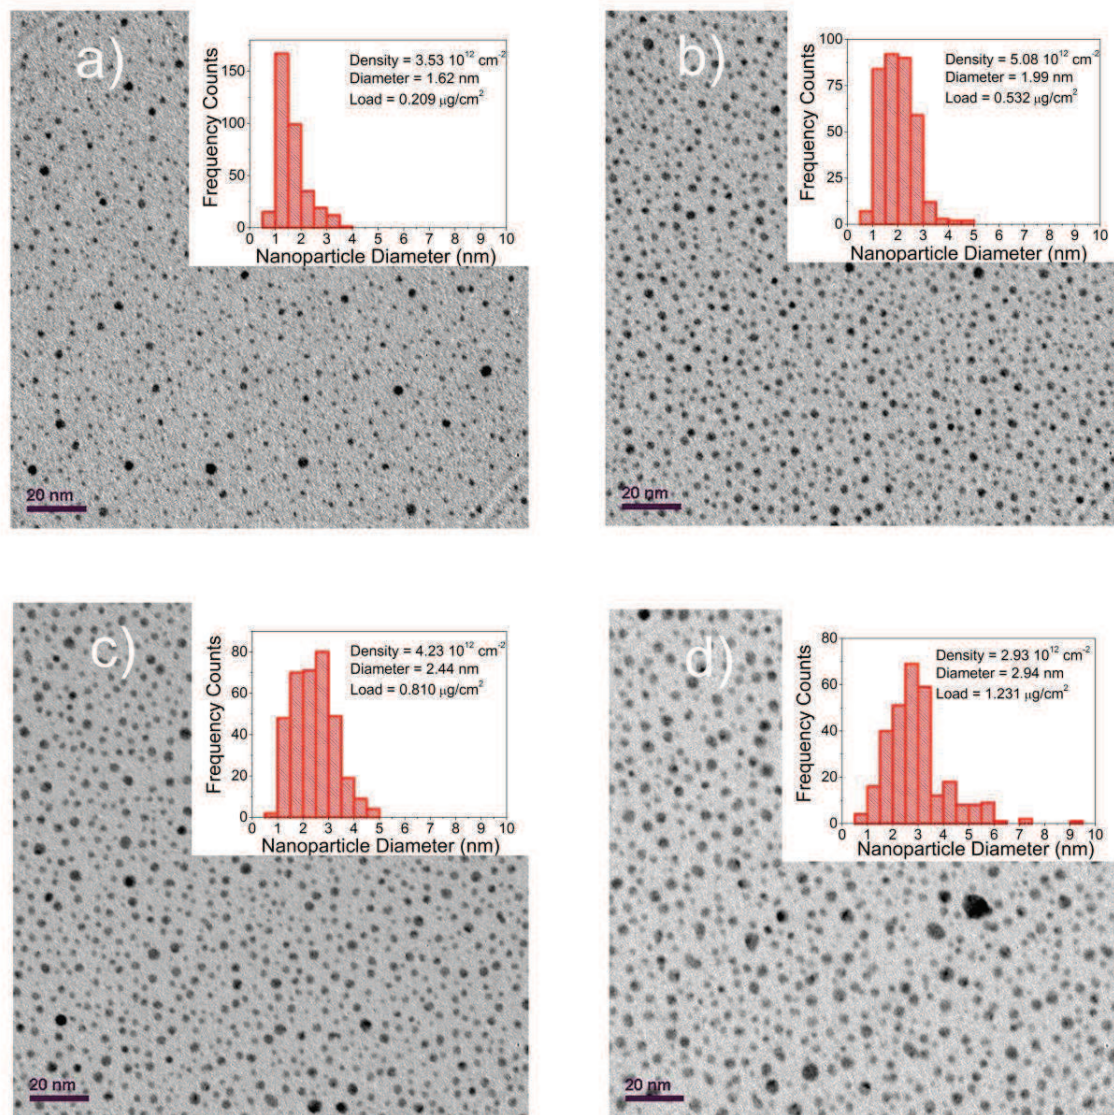 a)
Frequency Counts
150
100
50
0
Density = 3.53 10¹² cm⁻²
Diameter = 1.62 nm
Load = 0.209 µg/cm²
0 1 2 3 4 5 6 7 8 9 10
Nanoparticle Diameter (nm)
20 nm
b)
Frequency Counts
100
75
50
25
0
Density = 5.08 10¹² cm⁻²
Diameter = 1.99 nm
Load = 0.532 µg/cm²
0 1 2 3 4 5 6 7 8 9 10
Nanoparticle Diameter (nm)
20 nm
c)
Frequency Counts
80
60
40
20
0
Density = 4.23 10¹² cm⁻²
Diameter = 2.44 nm
Load = 0.810 µg/cm²
0 1 2 3 4 5 6 7 8 9 10
Nanoparticle Diameter (nm)
20 nm
d)
Frequency Counts
80
60
40
20
0
Density = 2.93 10¹² cm⁻²
Diameter = 2.94 nm
Load = 1.231 µg/cm²
0 1 2 3 4 5 6 7 8 9 10
Nanoparticle Diameter (nm)
20 nm